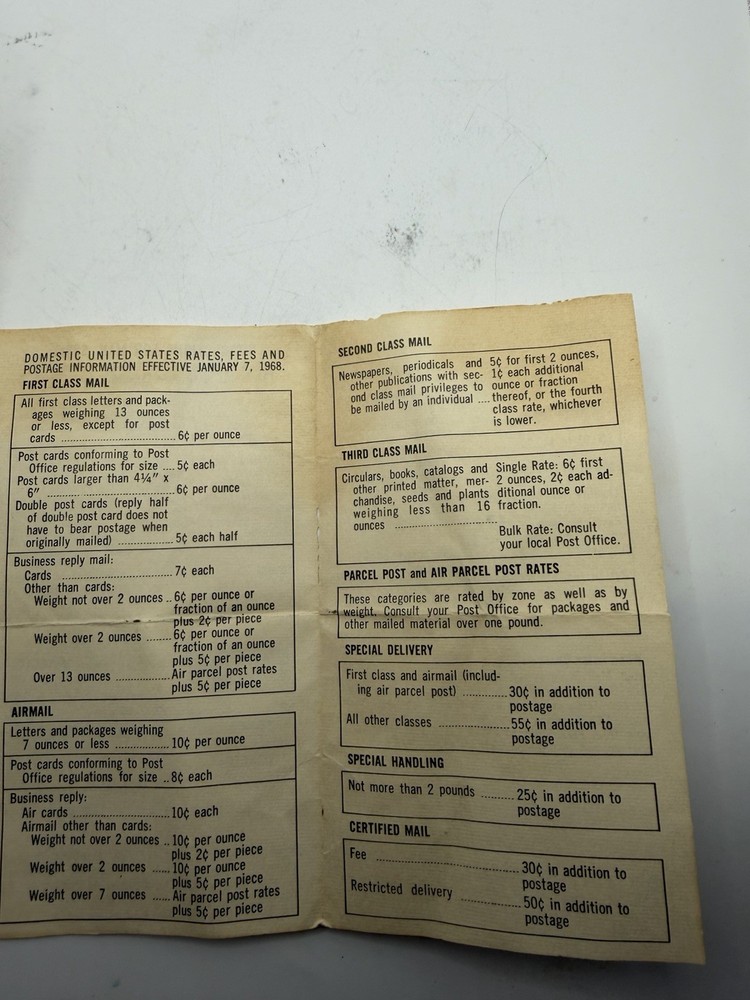 DOMESTIC UNITED STATES RATES, FEES AND
POSTAGE INFORMATION EFFECTIVE JANUARY 7, 1968.
FIRST CLASS MAIL
All first class letters and pack-
ages weighing 13 ounces
or less, except for post
cards ........................ 6¢ per ounce
Post cards conforming to Post
Office regulations for size .... 5¢ each
Post cards larger than 4¼" x
6" ........................ 6¢ per ounce
Double post cards (reply half
of double post card does not
have to bear postage when
originally mailed) ............ 5¢ each half
Business reply mail:
Cards ........................ 7¢ each
Other than cards:
Weight not over 2 ounces .. 6¢ per ounce or
fraction of an ounce
plus 2¢ per piece
Weight over 2 ounces ....... 6¢ per ounce or
fraction of an ounce
plus 5¢ per piece
Over 13 ounces ............... Air parcel post rates
plus 5¢ per piece
AIRMAIL
Letters and packages weighing
7 ounces or less ............... 10¢ per ounce
Post cards conforming to Post
Office regulations for size .. 8¢ each
Business reply:
Air cards ..................... 10¢ each
Airmail other than cards:
Weight not over 2 ounces .. 10¢ per ounce
plus 2¢ per piece
Weight over 2 ounces ...... 10¢ per ounce
plus 5¢ per piece
Weight over 7 ounces ...... Air parcel post rates
plus 5¢ per piece
SECOND CLASS MAIL
Newspapers, periodicals and 5¢ for first 2 ounces,
other publications with sec- 1¢ each additional
ond class mail privileges to ounce or fraction
be mailed by an individual .... thereof, or the fourth
class rate, whichever
is lower.
THIRD CLASS MAIL
Circulars, books, catalogs and Single Rate: 6¢ first
other printed matter, mer- 2 ounces, 2¢ each ad-
chandise, seeds and plants ditional ounce or
weighing less than 16 fraction.
ounces ........................
Bulk Rate: Consult
your local Post Office.
PARCEL POST and AIR PARCEL POST RATES
These categories are rated by zone as well as by
weight. Consult your Post Office for packages and
other mailed material over one pound.
SPECIAL DELIVERY
First class and airmail (includ-
ing air parcel post) ............ 30¢ in addition to
postage
All other classes .................. 55¢ in addition to
postage
SPECIAL HANDLING
Not more than 2 pounds ......... 25¢ in addition to
postage
CERTIFIED MAIL
Fee .................................... 30¢ in addition to
postage
Restricted delivery .................. 50¢ in addition to
postage